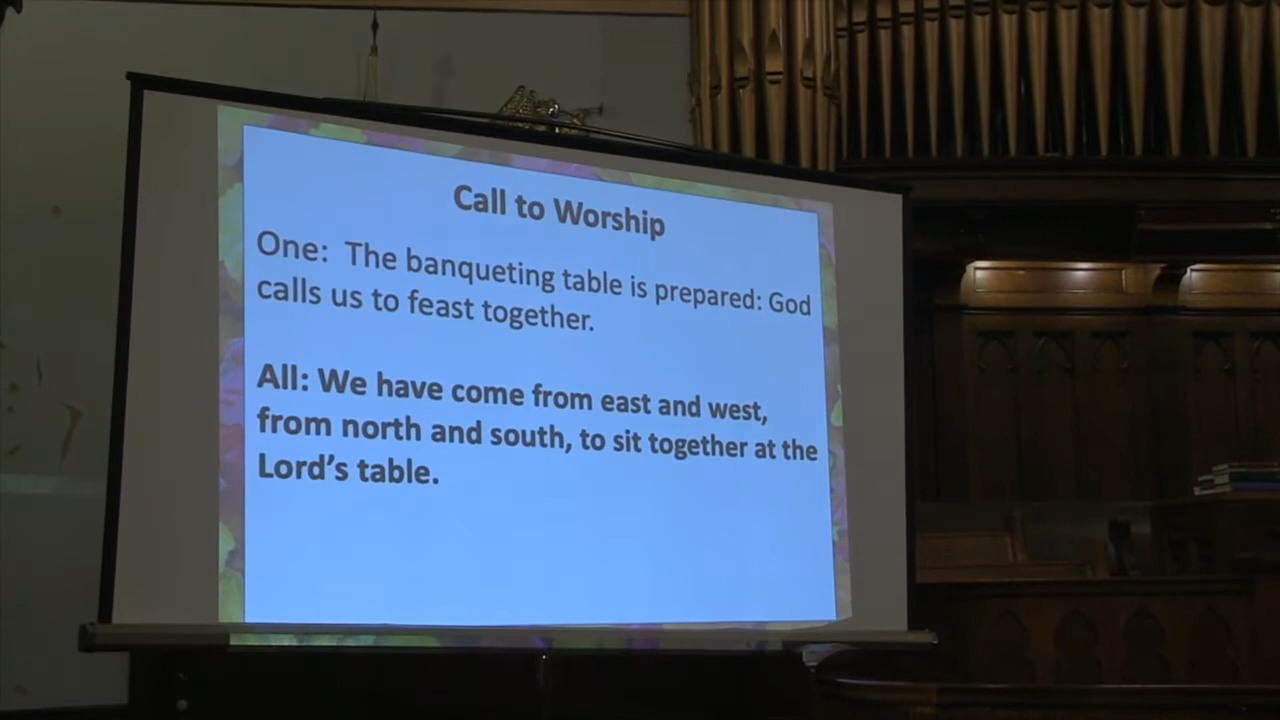 Call to Worship
One: The banqueting table is prepared: God
calls us to feast together.
All: We have come from east and west,
from north and south, to sit together at the
Lord's table.